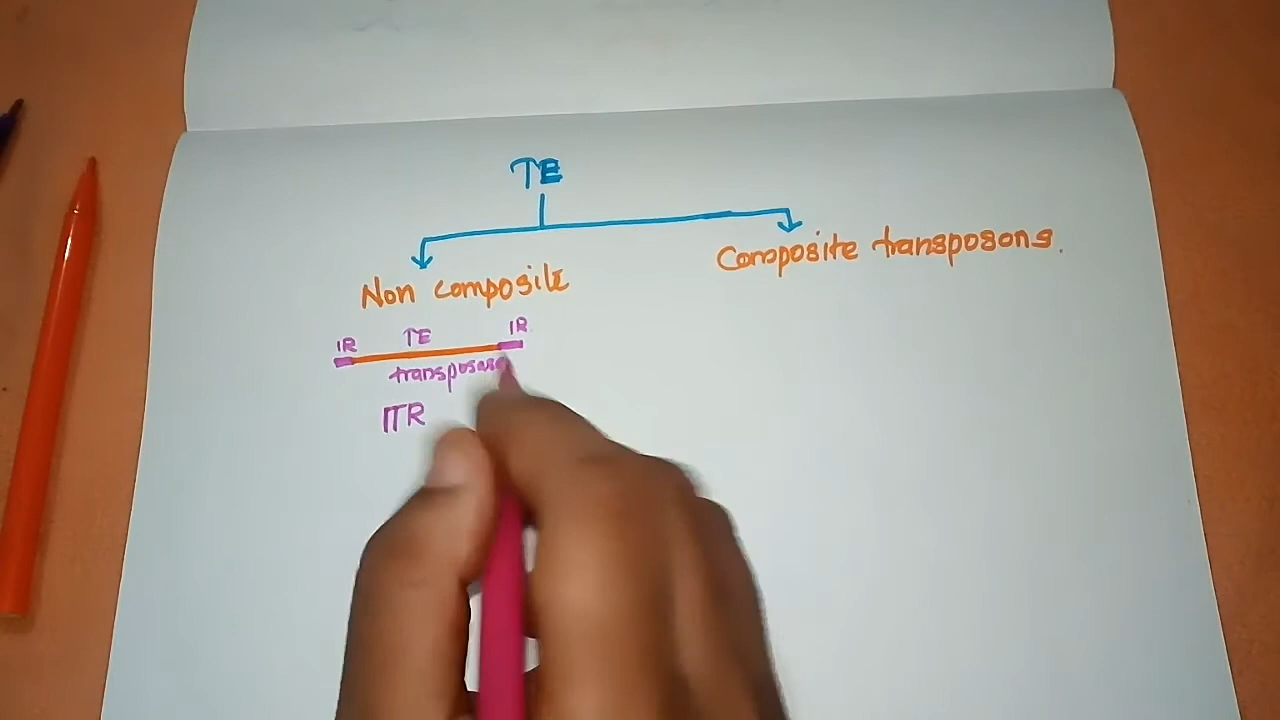 TE
Non composite
Composite transposons.
IR TE IR
transposase
ITR